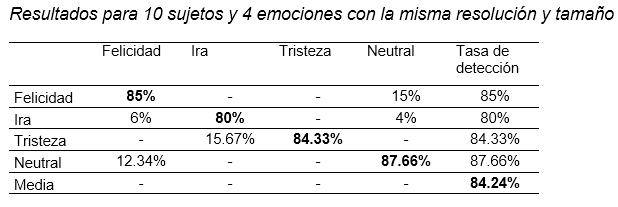 Resultados para 10 sujetos y 4 emociones con la misma resolución y tamaño
Felicidad Ira Tristeza Neutral Tasa de
detección
Felicidad 85% - - 15% 85%
Ira 6% 80% - 4% 80%
Tristeza - 15.67% 84.33% - 84.33%
Neutral 12.34% - - 87.66% 87.66%
Media - - - - 84.24%